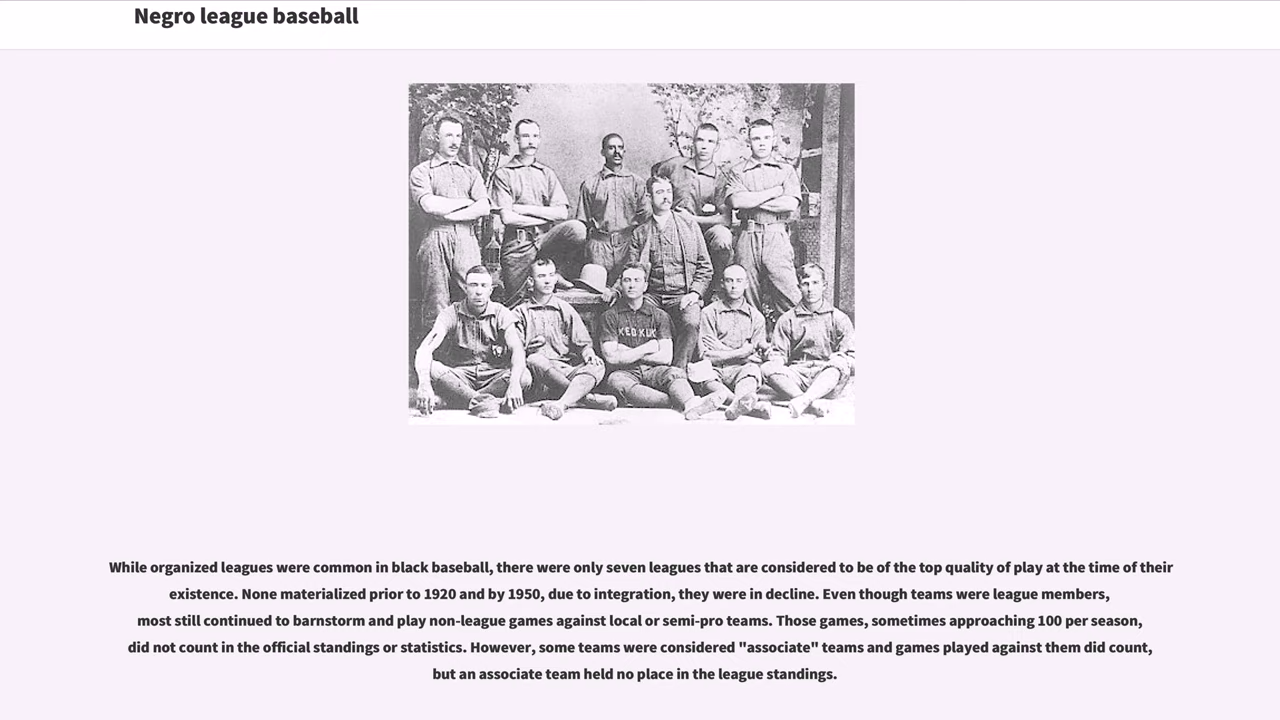 Negro league baseball
KEOKUK
While organized leagues were common in black baseball, there were only seven leagues that are considered to be of the top quality of play at the time of their
existence. None materialized prior to 1920 and by 1950, due to integration, they were in decline. Even though teams were league members,
most still continued to barnstorm and play non-league games against local or semi-pro teams. Those games, sometimes approaching 100 per season,
did not count in the official standings or statistics. However, some teams were considered "associate" teams and games played against them did count,
but an associate team held no place in the league standings.